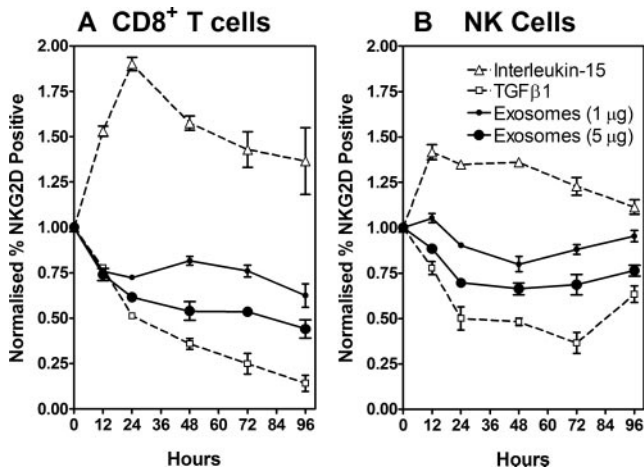 A CD8+ T cells
B NK Cells
Normalised % NKG2D Positive
2.00
1.75
1.50
1.25
1.00
0.75
0.50
0.25
0.00
0 12 24 36 48 60 72 84 96
Hours
Normalised % NKG2D Positive
2.00
1.75
1.50
1.25
1.00
0.75
0.50
0.25
0.00
Interleukin-15
TGFβ1
Exosomes (1 μg)
Exosomes (5 μg)
0 12 24 36 48 60 72 84 96
Hours